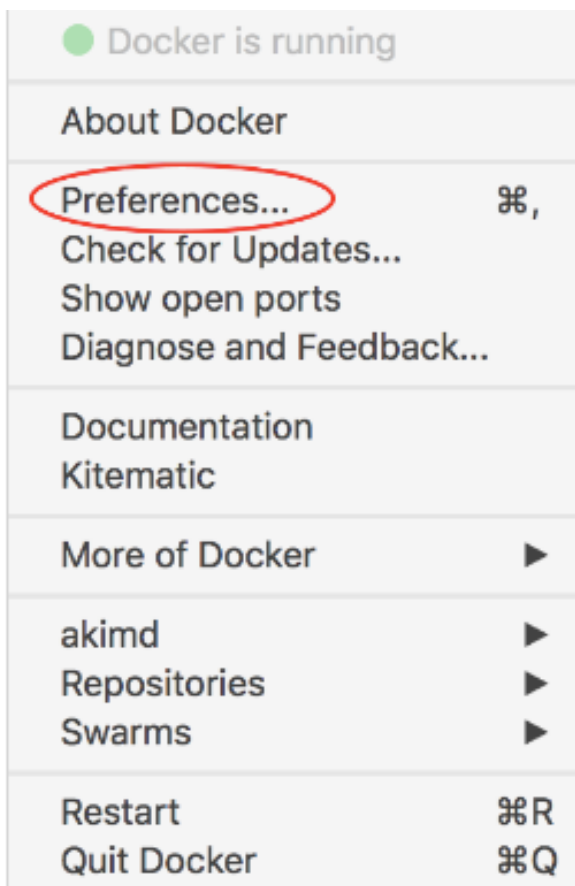 Docker is running
About Docker
Preferences... ⌘,
Check for Updates...
Show open ports
Diagnose and Feedback...
Documentation
Kitematic
More of Docker ▶
akimd ▶
Repositories ▶
Swarms ▶
Restart ⌘R
Quit Docker ⌘Q